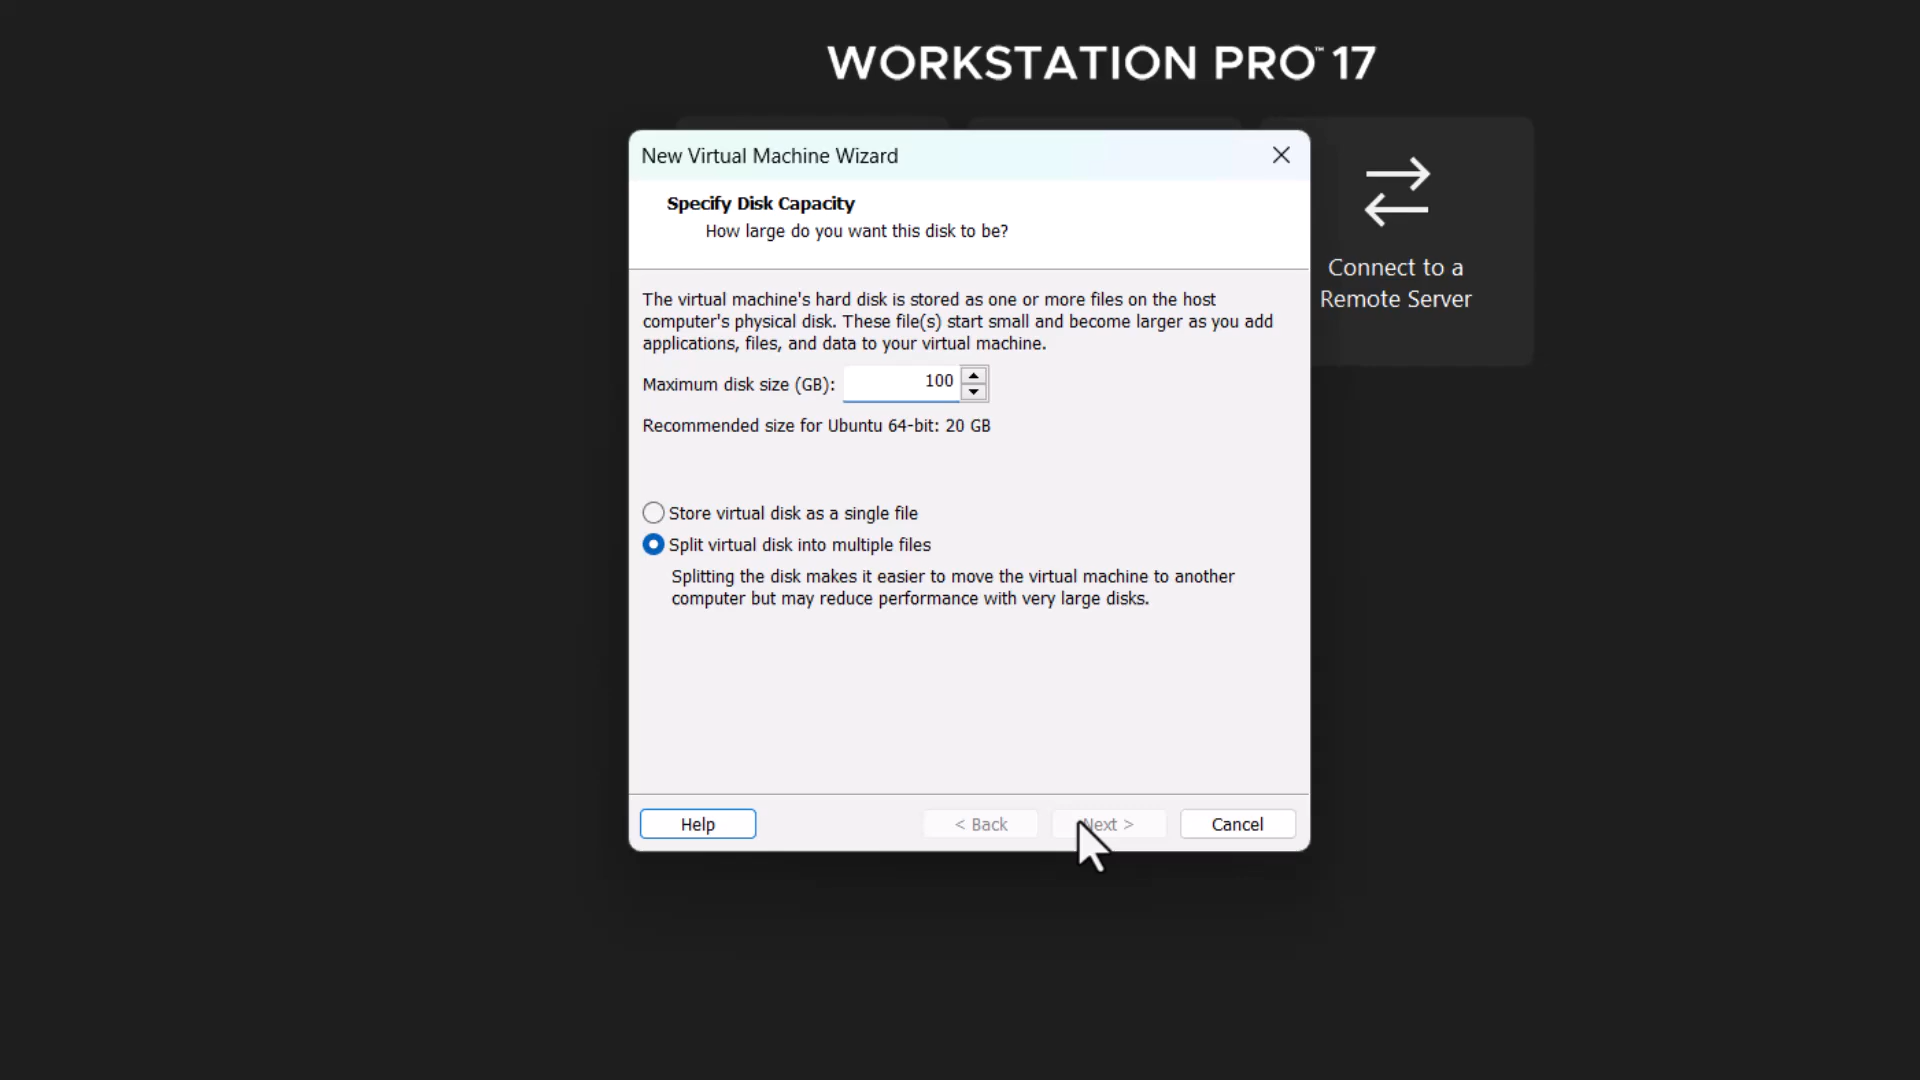 WORKSTATION PRO™ 17
New Virtual Machine Wizard
Specify Disk Capacity
How large do you want this disk to be?
The virtual machine's hard disk is stored as one or more files on the host
computer's physical disk. These file(s) start small and become larger as you add
applications, files, and data to your virtual machine.
Maximum disk size (GB): 100
Recommended size for Ubuntu 64-bit: 20 GB
Store virtual disk as a single file
Split virtual disk into multiple files
Splitting the disk makes it easier to move the virtual machine to another
computer but may reduce performance with very large disks.
Help < Back Next > Cancel
Connect to a
Remote Server